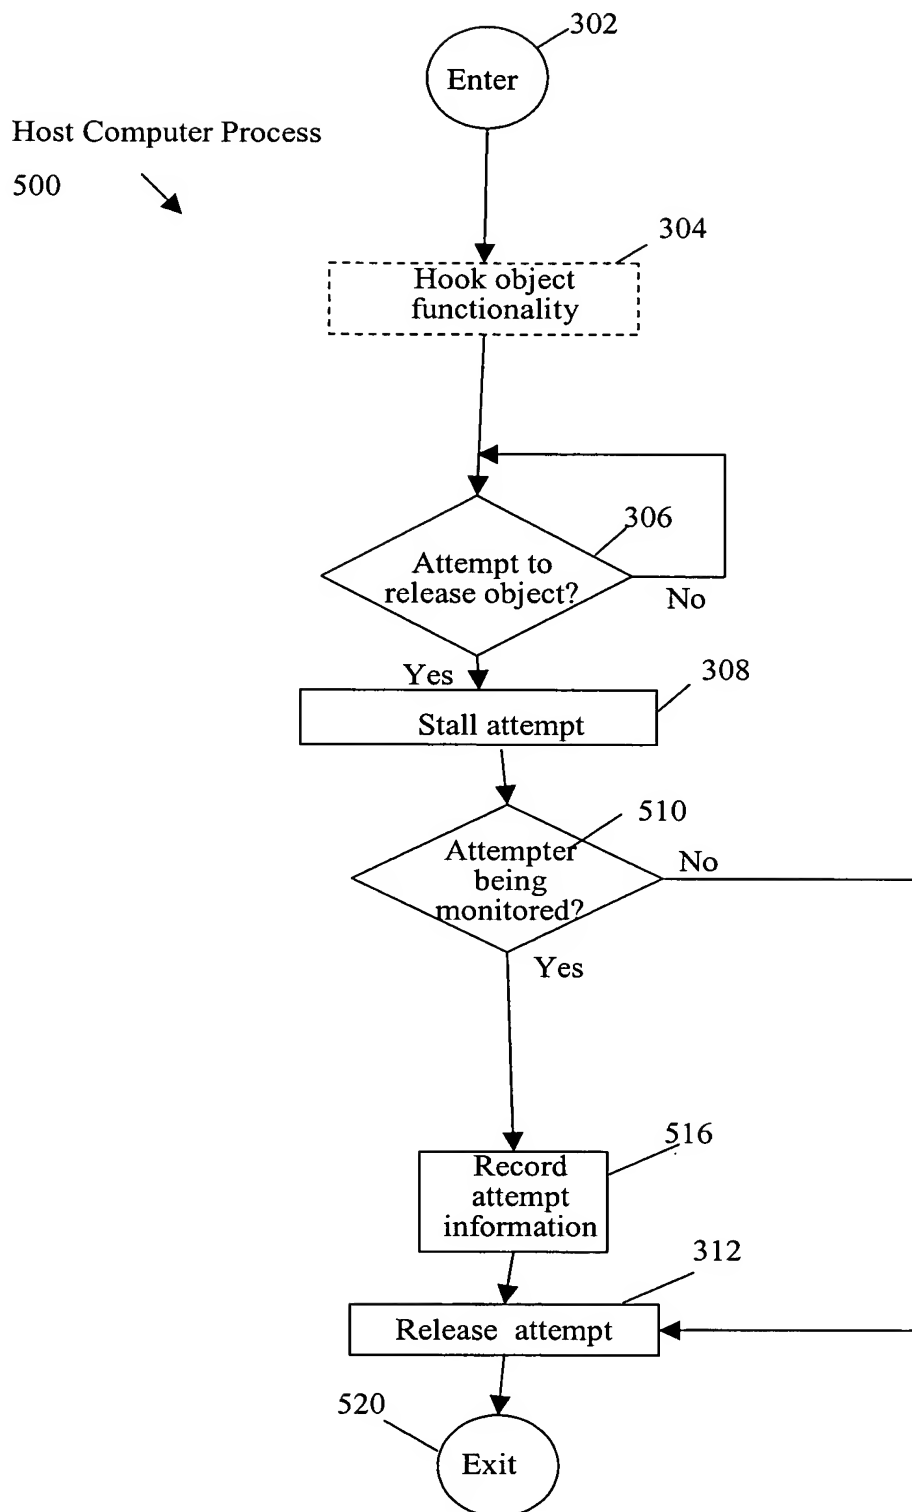 302
Enter
Host Computer Process
500
304
Hook object
functionality
306
Attempt to
release object?
No
Yes
308
Stall attempt
510
Attempter
being
monitored?
No
Yes
516
Record
attempt
information
312
Release attempt
520
Exit